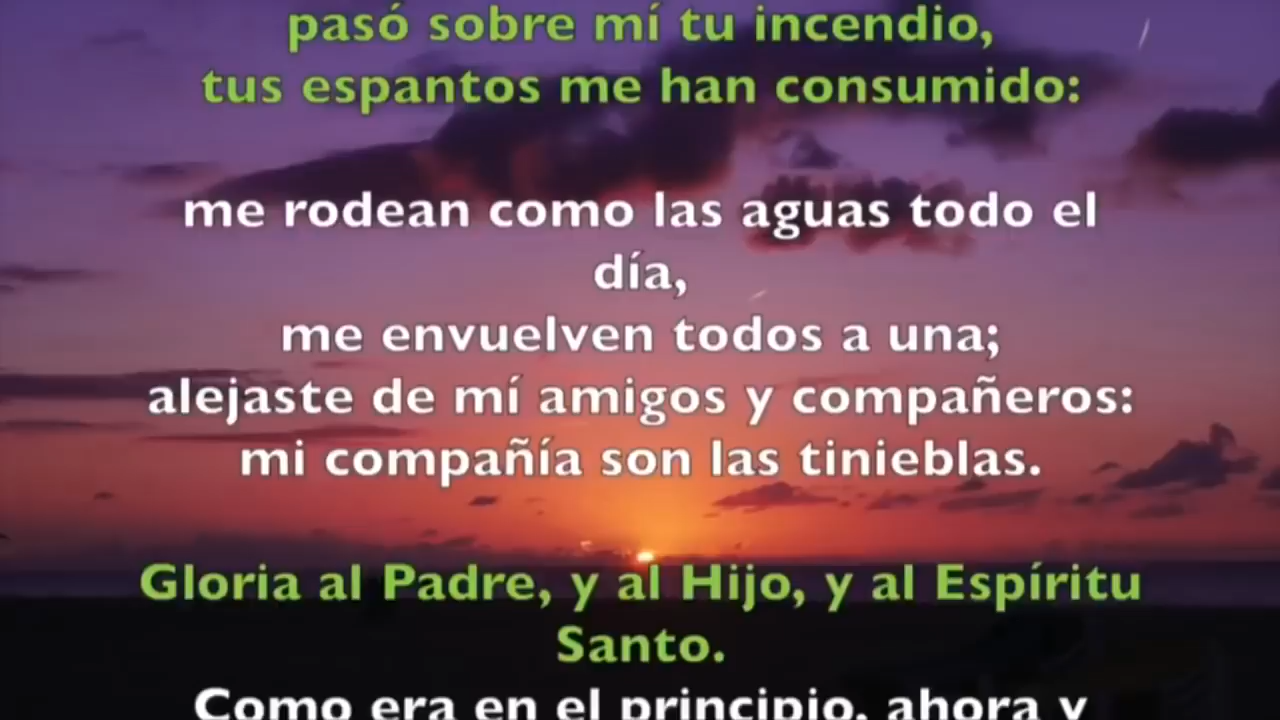 pasó sobre mí tu incendio,
tus espantos me han consumido:
me rodean como las aguas todo el
día,
me envuelven todos a una;
alejaste de mí amigos y compañeros:
mi compañía son las tinieblas.
Gloria al Padre, y al Hijo, y al Espíritu
Santo.
Como era en el principio, ahora y